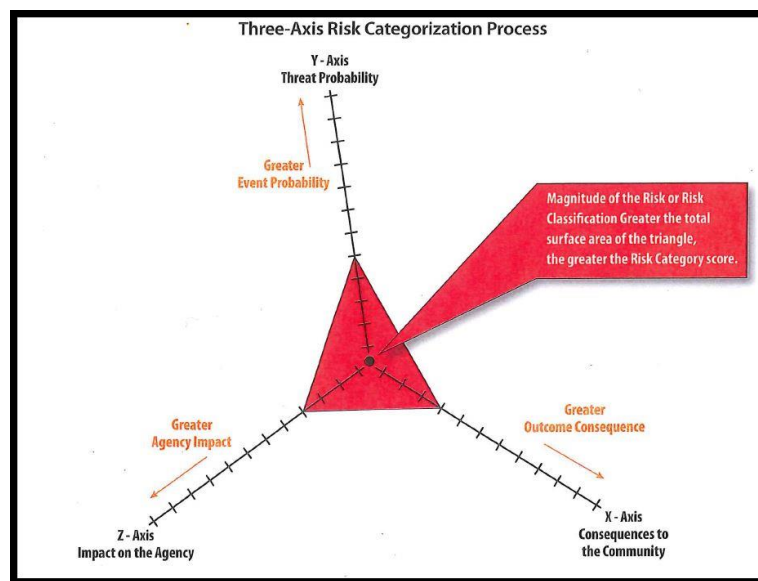 Three-Axis Risk Categorization Process
Y - Axis
Threat Probability
Greater
Event Probability
Magnitude of the Risk or Risk
Classification Greater the total
surface area of the triangle,
the greater the Risk Category score.
Greater
Agency Impact
Greater
Outcome Consequence
Z - Axis
Impact on the Agency
X - Axis
Consequences to
the Community